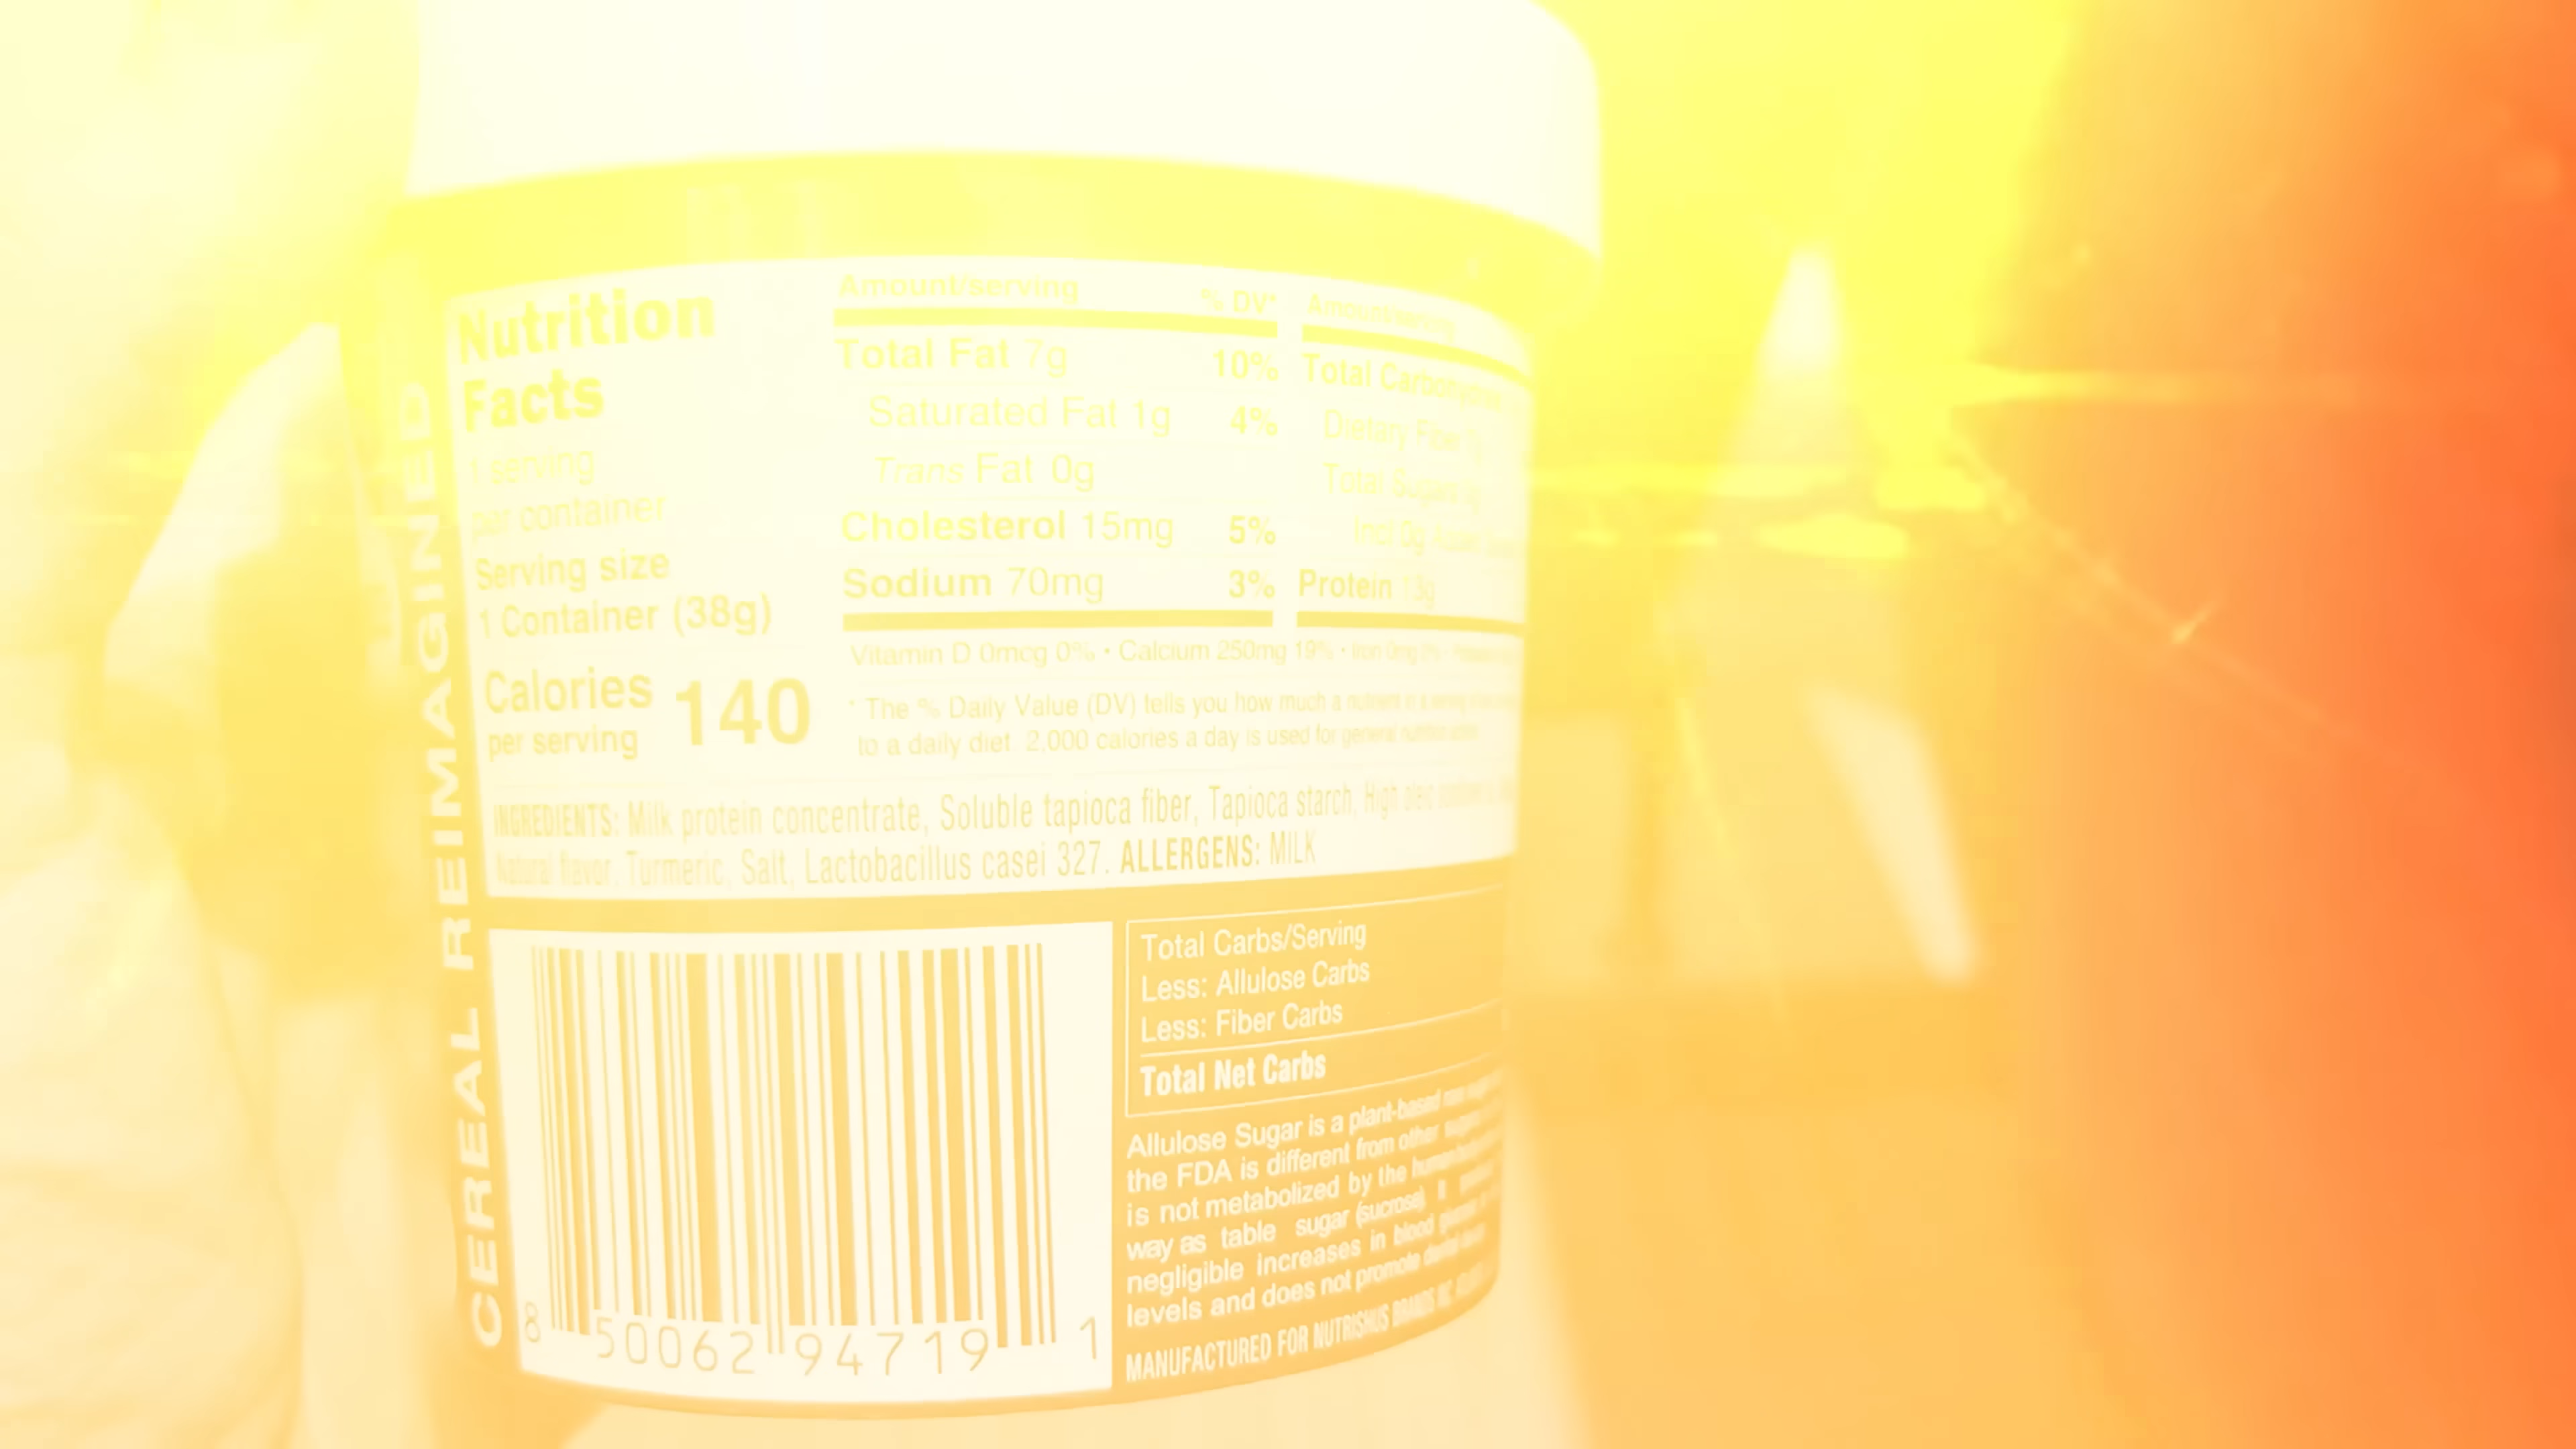 CEREAL REIMAGINED
Nutrition
Facts
1 serving
per container
Serving size
1 Container (38g)
Calories 140
per serving
Amount/serving % DV*
Total Fat 7g 10%
Saturated Fat 1g 4%
Trans Fat 0g
Cholesterol 15mg 5%
Sodium 70mg 3%
Amount/serving
Total
Dietary Fiber
Total Sugars
Incl 0g Added
Protein 13g
Vitamin D 0mcg 0% • Calcium 250mg 19% • Iron 0mg 0% •
* The % Daily Value (DV) tells you how much a nutrient in a serving
to a daily diet. 2,000 calories a day is used for general nutrition
INGREDIENTS: Milk protein concentrate, Soluble tapioca fiber, Tapioca starch, High
Natural flavor, Turmeric, Salt, Lactobacillus casei 327. ALLERGENS: MILK
8 50062 94719 1
Total Carbs/Serving
Less: Allulose Carbs
Less: Fiber Carbs
Total Net Carbs
Allulose Sugar is a plant-based
the FDA is different from other
is not metabolized by the
way as table sugar (sucrose). It
negligible increases in blood
levels and does not promote
MANUFACTURED FOR NUTRISHUS BRANDS